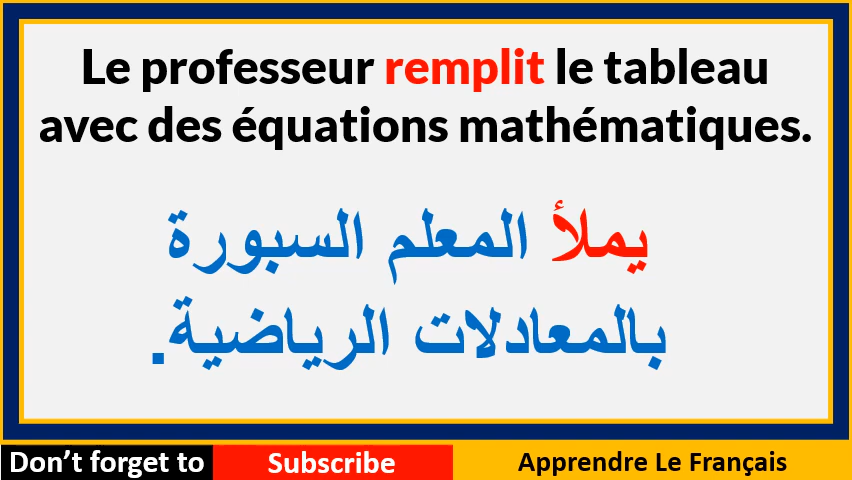 Le professeur remplit le tableau
avec des équations mathématiques.
يملأ المعلم السبورة
بالمعادلات الرياضية.
Don’t forget to
Subscribe
Apprendre Le Français